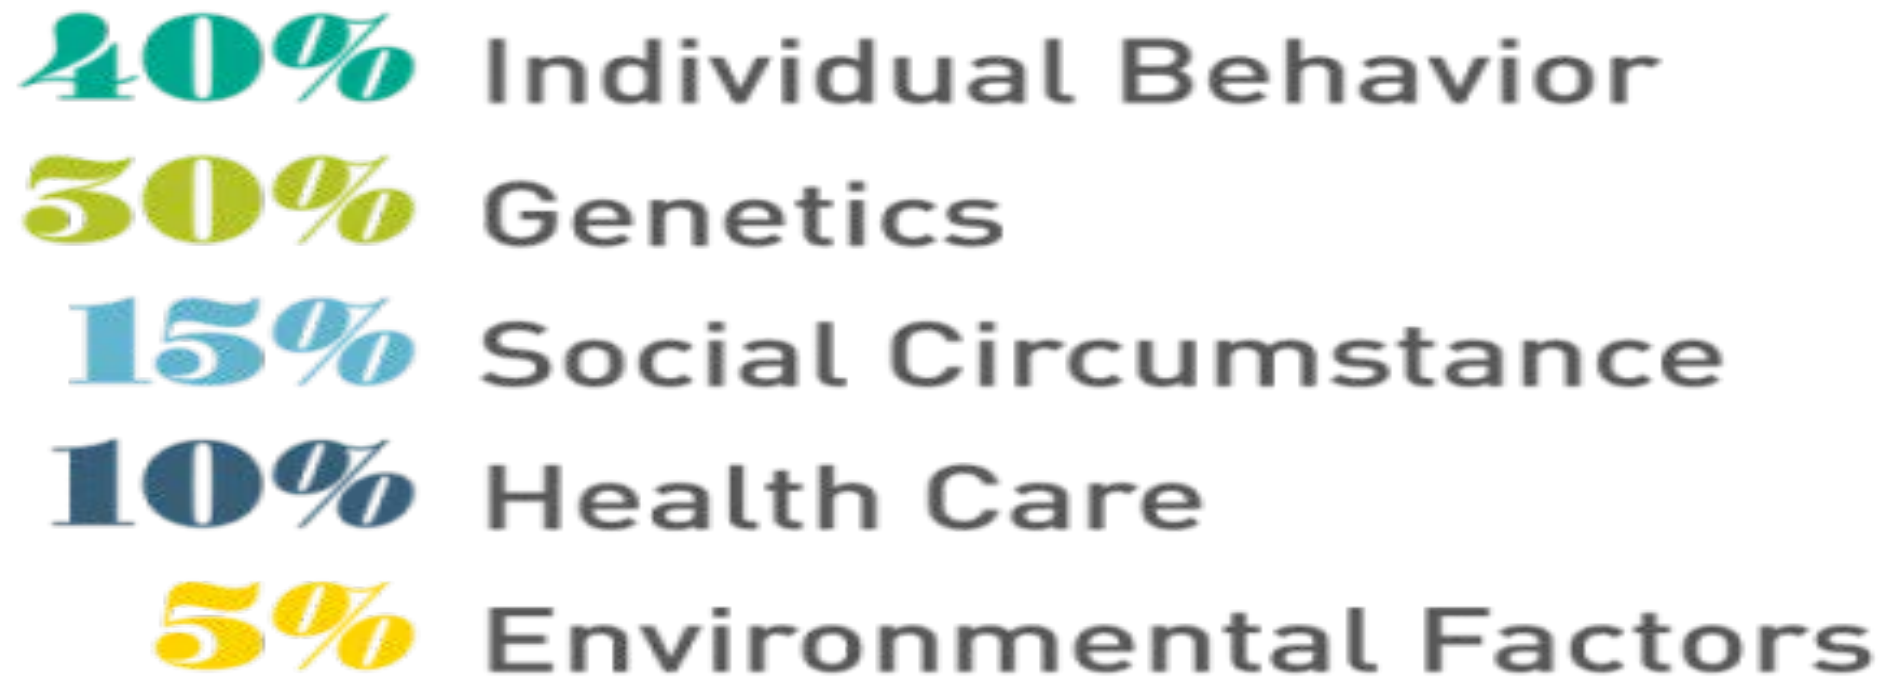 40% Individual Behavior
30% Genetics
15% Social Circumstance
10% Health Care
5% Environmental Factors